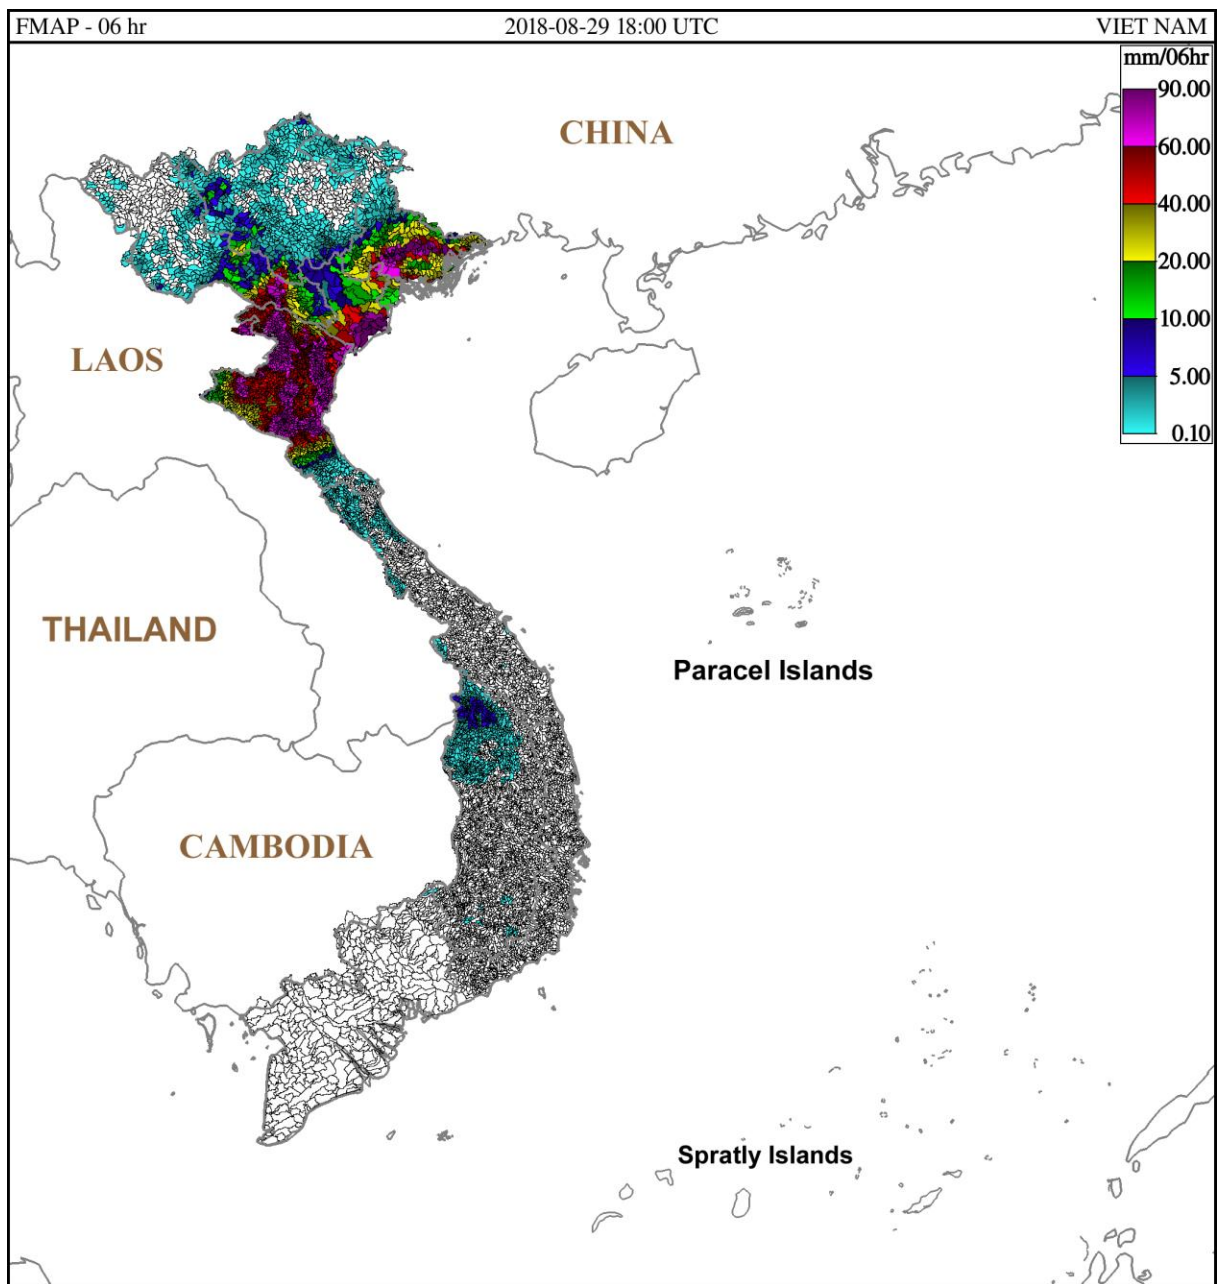 FMAP - 06 hr 2018-08-29 18:00 UTC VIET NAM
mm/06hr
90.00
60.00
40.00
20.00
10.00
5.00
0.10
CHINA
LAOS
THAILAND
Paracel Islands
CAMBODIA
Spratly Islands